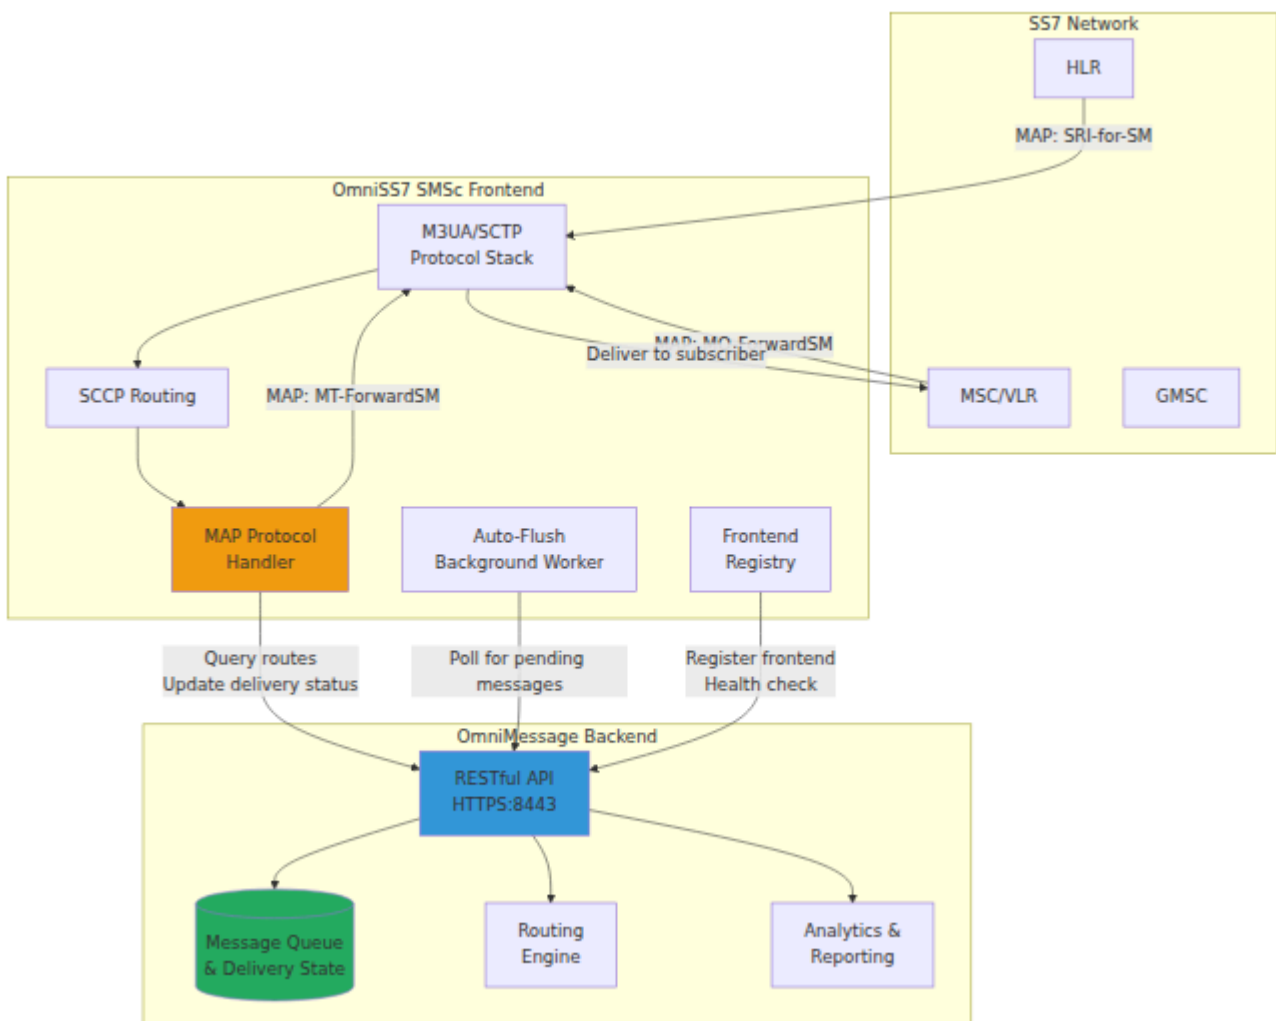 SS7 Network
HLR
MAP: SRI-for-SM
OmniSS7 SMSc Frontend
M3UA/SCTP
Protocol Stack
MAP: MO-ForwardSM
Deliver to subscriber
SCCP Routing
MAP: MT-ForwardSM
MSC/VLR
GMSC
MAP Protocol
Handler
Auto-Flush
Background Worker
Frontend
Registry
Query routes
Update delivery status
Poll for pending
messages
Register frontend
Health check
OmniMessage Backend
RESTful API
HTTPS:8443
Message Queue
& Delivery State
Routing
Engine
Analytics &
Reporting